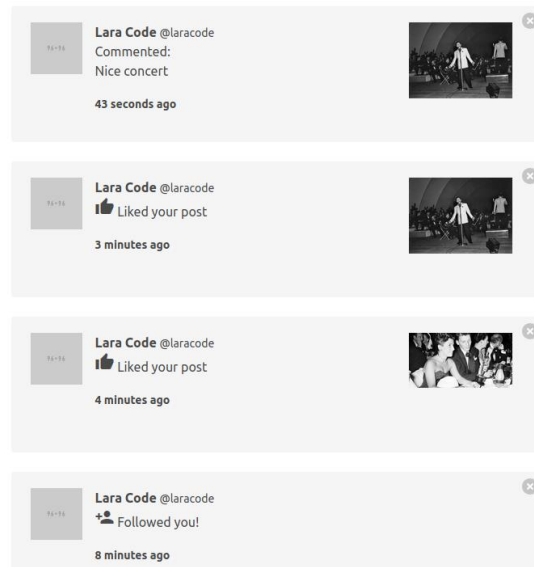 Lara Code @laracode
Commented:
Nice concert
43 seconds ago
Lara Code @laracode
Liked your post
3 minutes ago
Lara Code @laracode
Liked your post
4 minutes ago
Lara Code @laracode
Followed you!
8 minutes ago